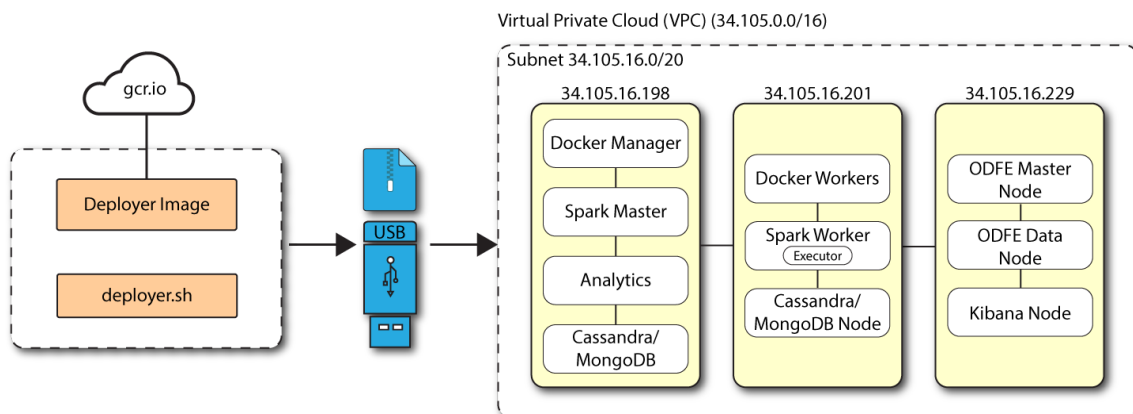 Virtual Private Cloud (VPC) (34.105.0.0/16)
Subnet 34.105.16.0/20
gcr.io
Deployer Image
deployer.sh
USB
34.105.16.198
Docker Manager
Spark Master
Analytics
Cassandra/
MongoDB
34.105.16.201
Docker Workers
Spark Worker
Executor
Cassandra/
MongoDB Node
34.105.16.229
ODFE Master
Node
ODFE Data
Node
Kibana Node